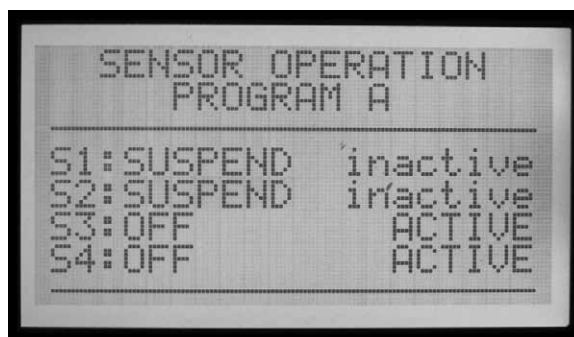 SENSOR OPERATION
PROGRAM A
S1:SUSPEND inactive
S2:SUSPEND inactive
S3:OFF ACTIVE
S4:OFF ACTIVE